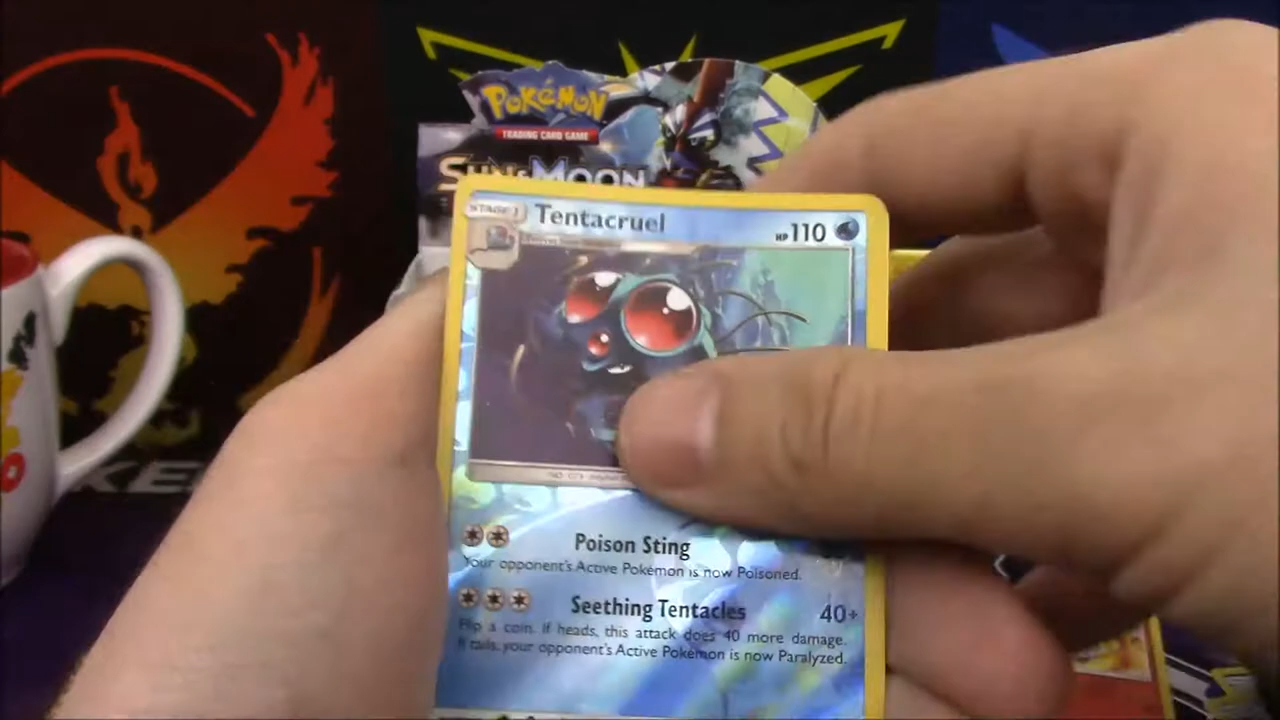 POKÉMON
TRADING CARD GAME
SUN & MOON
STAGE 1
Tentacruel
HP 110
Poison Sting
Your opponent's Active Pokémon is now Poisoned.
Seething Tentacles 40+
Flip a coin. If heads, this attack does 40 more damage.
If tails, your opponent's Active Pokémon is now Paralyzed.